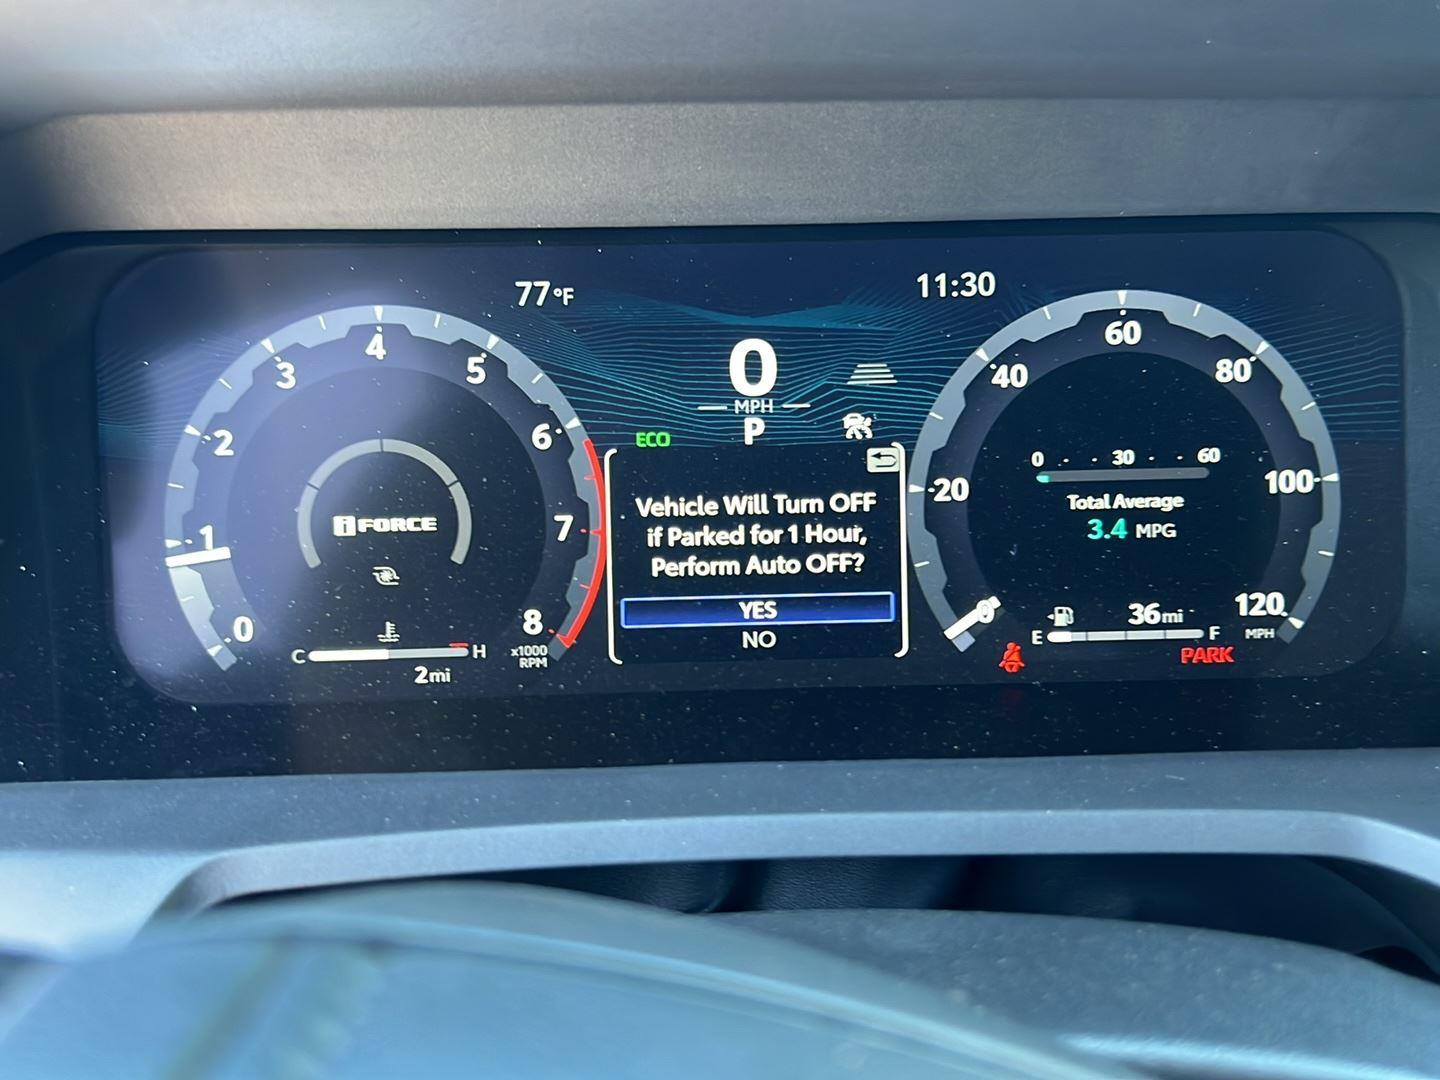 77°F
11:30
0
MPH
P
ECO
0
1
2
3
4
5
6
7
8
x1000
RPM
iFORCE
C
H
2mi
Vehicle Will Turn OFF
if Parked for 1 Hour,
Perform Auto OFF?
YES
NO
0
20
40
60
80
100
120
MPH
0 - - 30 - - 60
Total Average
3.4 MPG
36mi
E
F
PARK